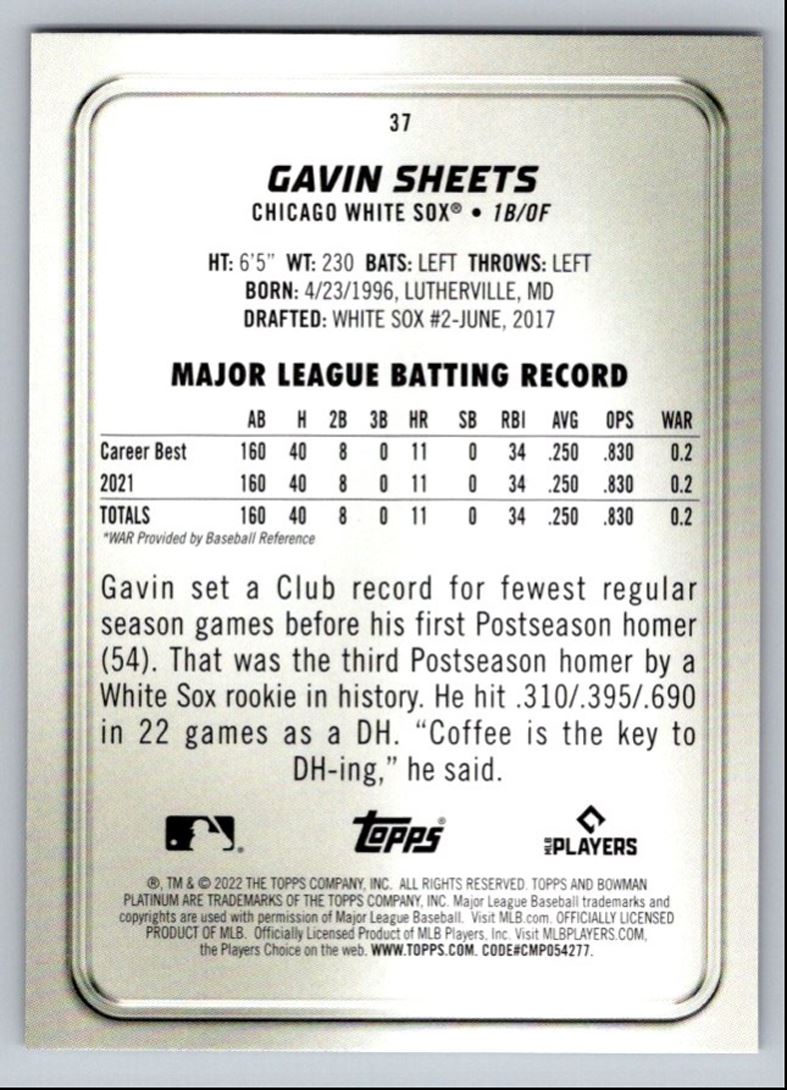 37
GAVIN SHEETS
CHICAGO WHITE SOX® • 1B/OF
HT: 6'5" WT: 230 BATS: LEFT THROWS: LEFT
BORN: 4/23/1996, LUTHERVILLE, MD
DRAFTED: WHITE SOX #2-JUNE, 2017
MAJOR LEAGUE BATTING RECORD
AB H 2B 3B HR SB RBI AVG OPS WAR
Career Best 160 40 8 0 11 0 34 .250 .830 0.2
2021 160 40 8 0 11 0 34 .250 .830 0.2
TOTALS 160 40 8 0 11 0 34 .250 .830 0.2
*WAR Provided by Baseball Reference
Gavin set a Club record for fewest regular
season games before his first Postseason homer
(54). That was the third Postseason homer by a
White Sox rookie in history. He hit .310/.395/.690
in 22 games as a DH. “Coffee is the key to
DH-ing,” he said.
topps® MLB PLAYERS
®, TM & © 2022 THE TOPPS COMPANY, INC. ALL RIGHTS RESERVED. TOPPS AND BOWMAN
PLATINUM ARE TRADEMARKS OF THE TOPPS COMPANY, INC. Major League Baseball trademarks and
copyrights are used with permission of Major League Baseball. Visit MLB.com. OFFICIALLY LICENSED
PRODUCT OF MLB. Officially Licensed Product of MLB Players, Inc. Visit MLBPLAYERS.COM,
the Players Choice on the web. WWW.TOPPS.COM. CODE#CMP054277.